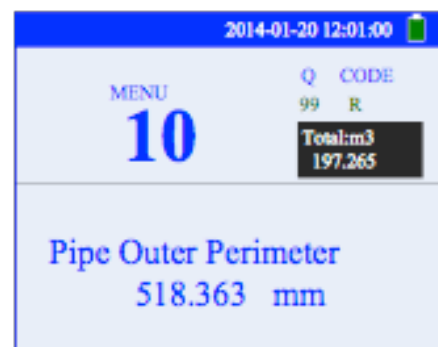 2014-01-20 12:01:00
MENU
10
Q CODE
99 R
Total:m3
197.265
Pipe Outer Perimeter
518.363 mm